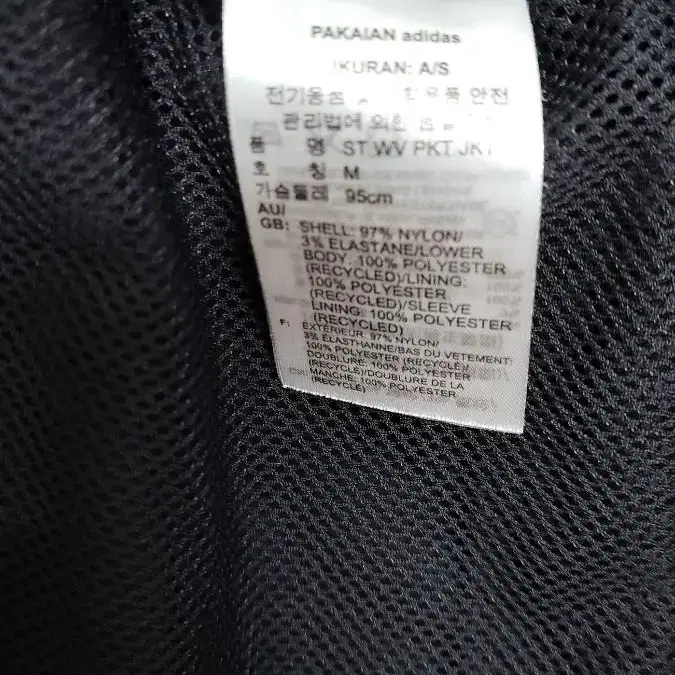 PAKAIAN adidas
UKURAN: A/S
전기용품 및 생활용품 안전
관리법에 의한 품질표시
품 명 ST WV PKT JKT
호 칭 M
가슴둘레 95cm
AU/
GB: SHELL: 97% NYLON/
3% ELASTANE/LOWER
BODY: 100% POLYESTER
(RECYCLED)/LINING:
100% POLYESTER
(RECYCLED)/SLEEVE
LINING: 100% POLYESTER
(RECYCLED)
F: EXTÉRIEUR: 97% NYLON/
3% ÉLASTHANNE/BAS DU VÊTEMENT:
100% POLYESTER (RECYCLÉ)/
DOUBLURE: 100% POLYESTER
(RECYCLÉ)/DOUBLURE DE LA
MANCHE: 100% POLYESTER
(RECYCLÉ)